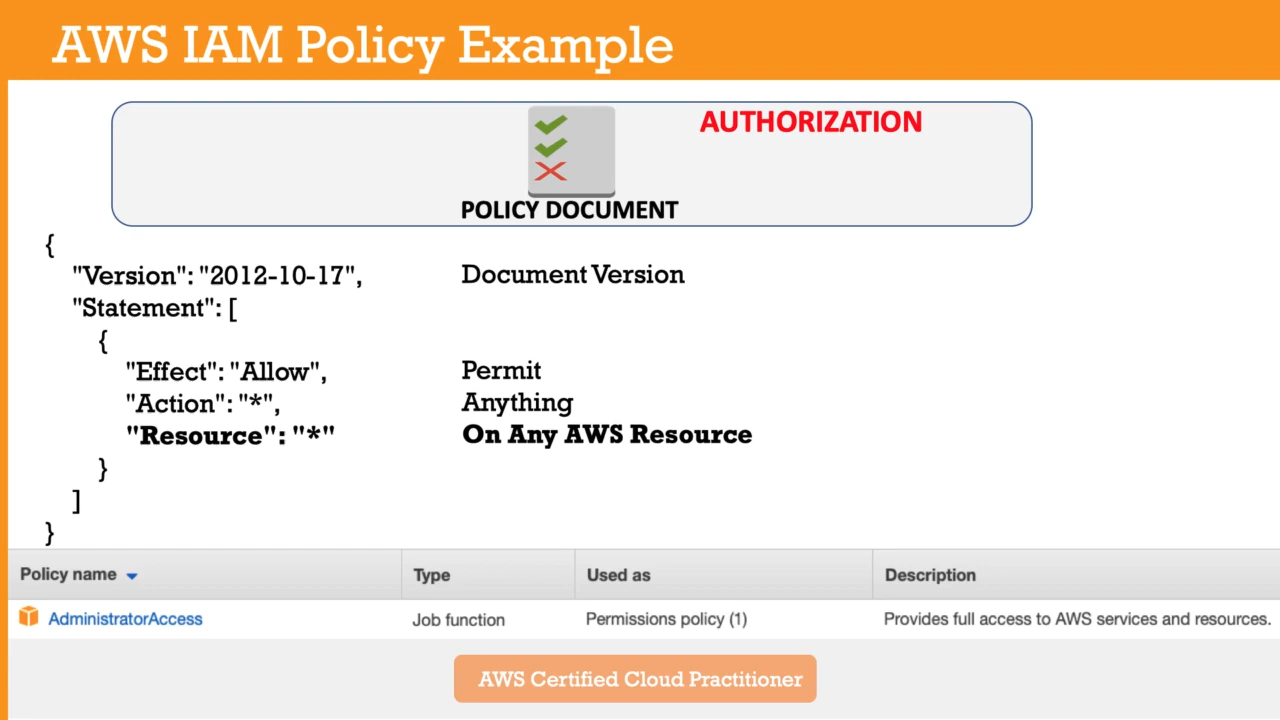 AWS IAM Policy Example
AUTHORIZATION
POLICY DOCUMENT
{
"Version": "2012-10-17", Document Version
"Statement": [
{
"Effect": "Allow", Permit
"Action": "*", Anything
"Resource": "*" On Any AWS Resource
}
]
}
Policy name Type Used as Description
AdministratorAccess Job function Permissions policy (1) Provides full access to AWS services and resources.
AWS Certified Cloud Practitioner